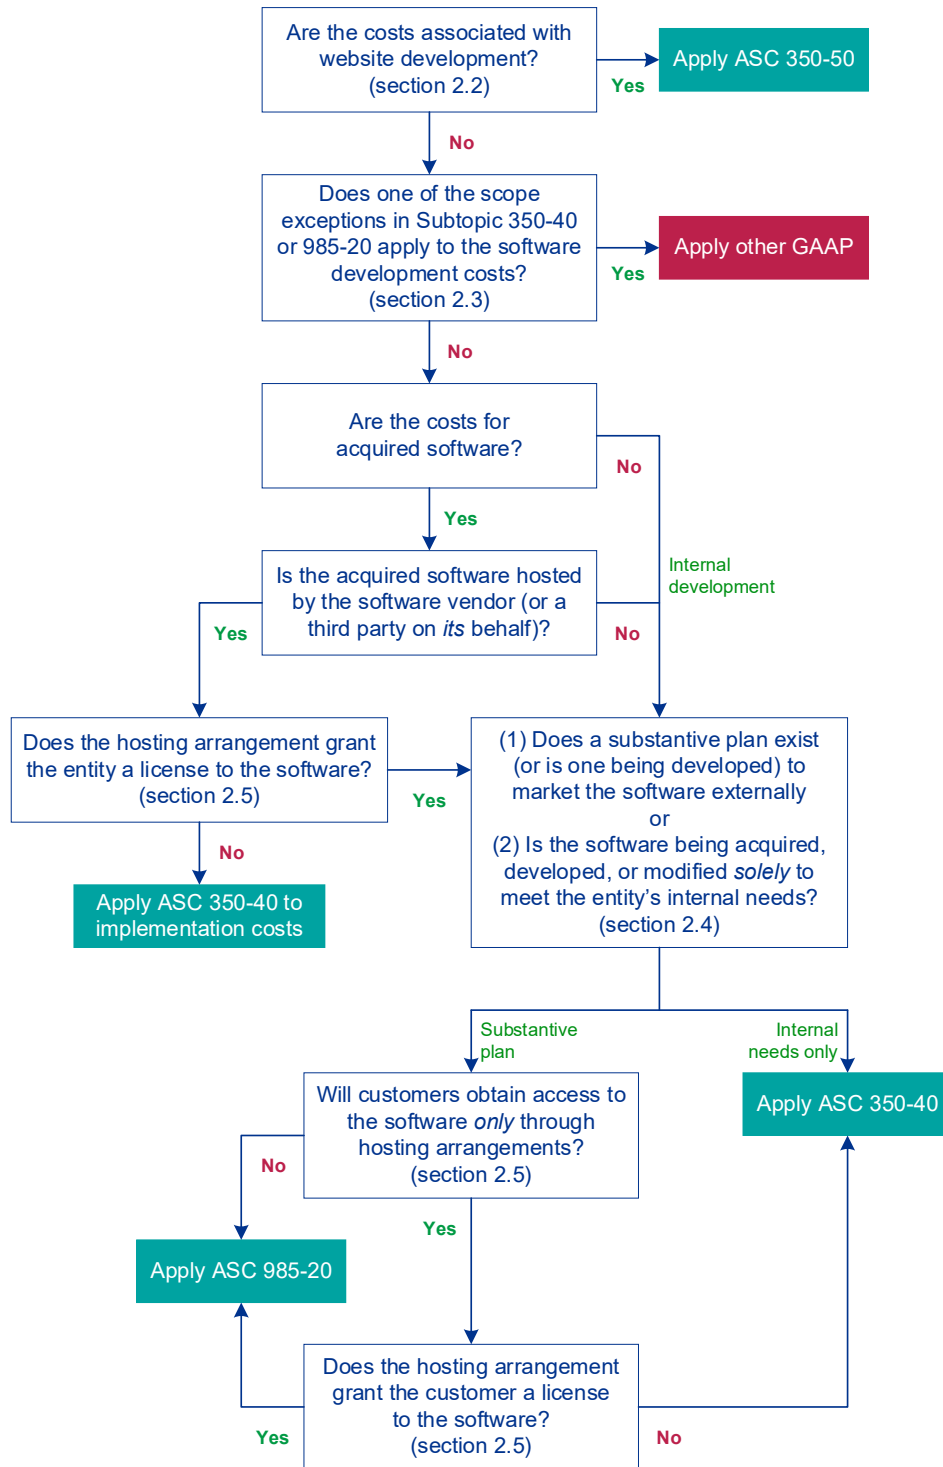 Are the costs associated with
website development?
(section 2.2)
Yes
Apply ASC 350-50
No
Does one of the scope
exceptions in Subtopic 350-40
or 985-20 apply to the software
development costs?
(section 2.3)
Yes
Apply other GAAP
No
Are the costs for
acquired software?
No
Yes
Internal
development
Is the acquired software hosted
by the software vendor (or a
third party on its behalf)?
Yes
No
Does the hosting arrangement grant
the entity a license to the software?
(section 2.5)
Yes
No
Apply ASC 350-40 to
implementation costs
(1) Does a substantive plan exist
(or is one being developed) to
market the software externally
or
(2) Is the software being acquired,
developed, or modified solely to
meet the entity's internal needs?
(section 2.4)
Substantive
plan
Internal
needs only
Will customers obtain access to
the software only through
hosting arrangements?
(section 2.5)
Apply ASC 350-40
No
Yes
Apply ASC 985-20
Does the hosting arrangement
grant the customer a license
to the software?
(section 2.5)
Yes
No